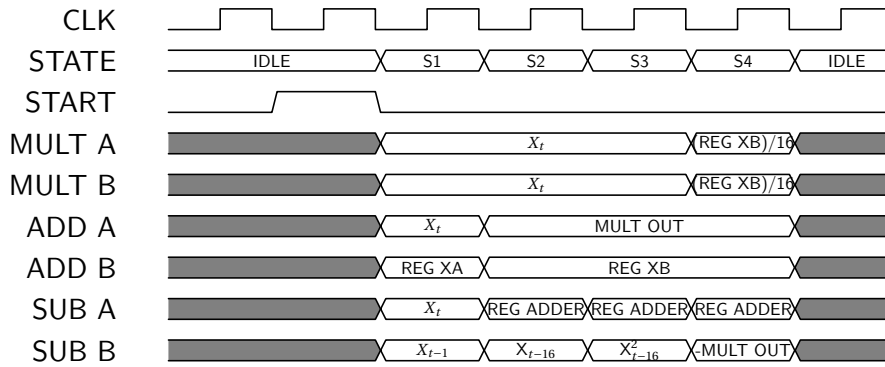 CLK
STATE IDLE S1 S2 S3 S4 IDLE
START
MULT A X_t (REG XB)/16
MULT B X_t (REG XB)/16
ADD A X_t MULT OUT
ADD B REG XA REG XB
SUB A X_t REG ADDER REG ADDER REG ADDER
SUB B X_{t−1} X_{t−16} X^2_{t−16} -MULT OUT